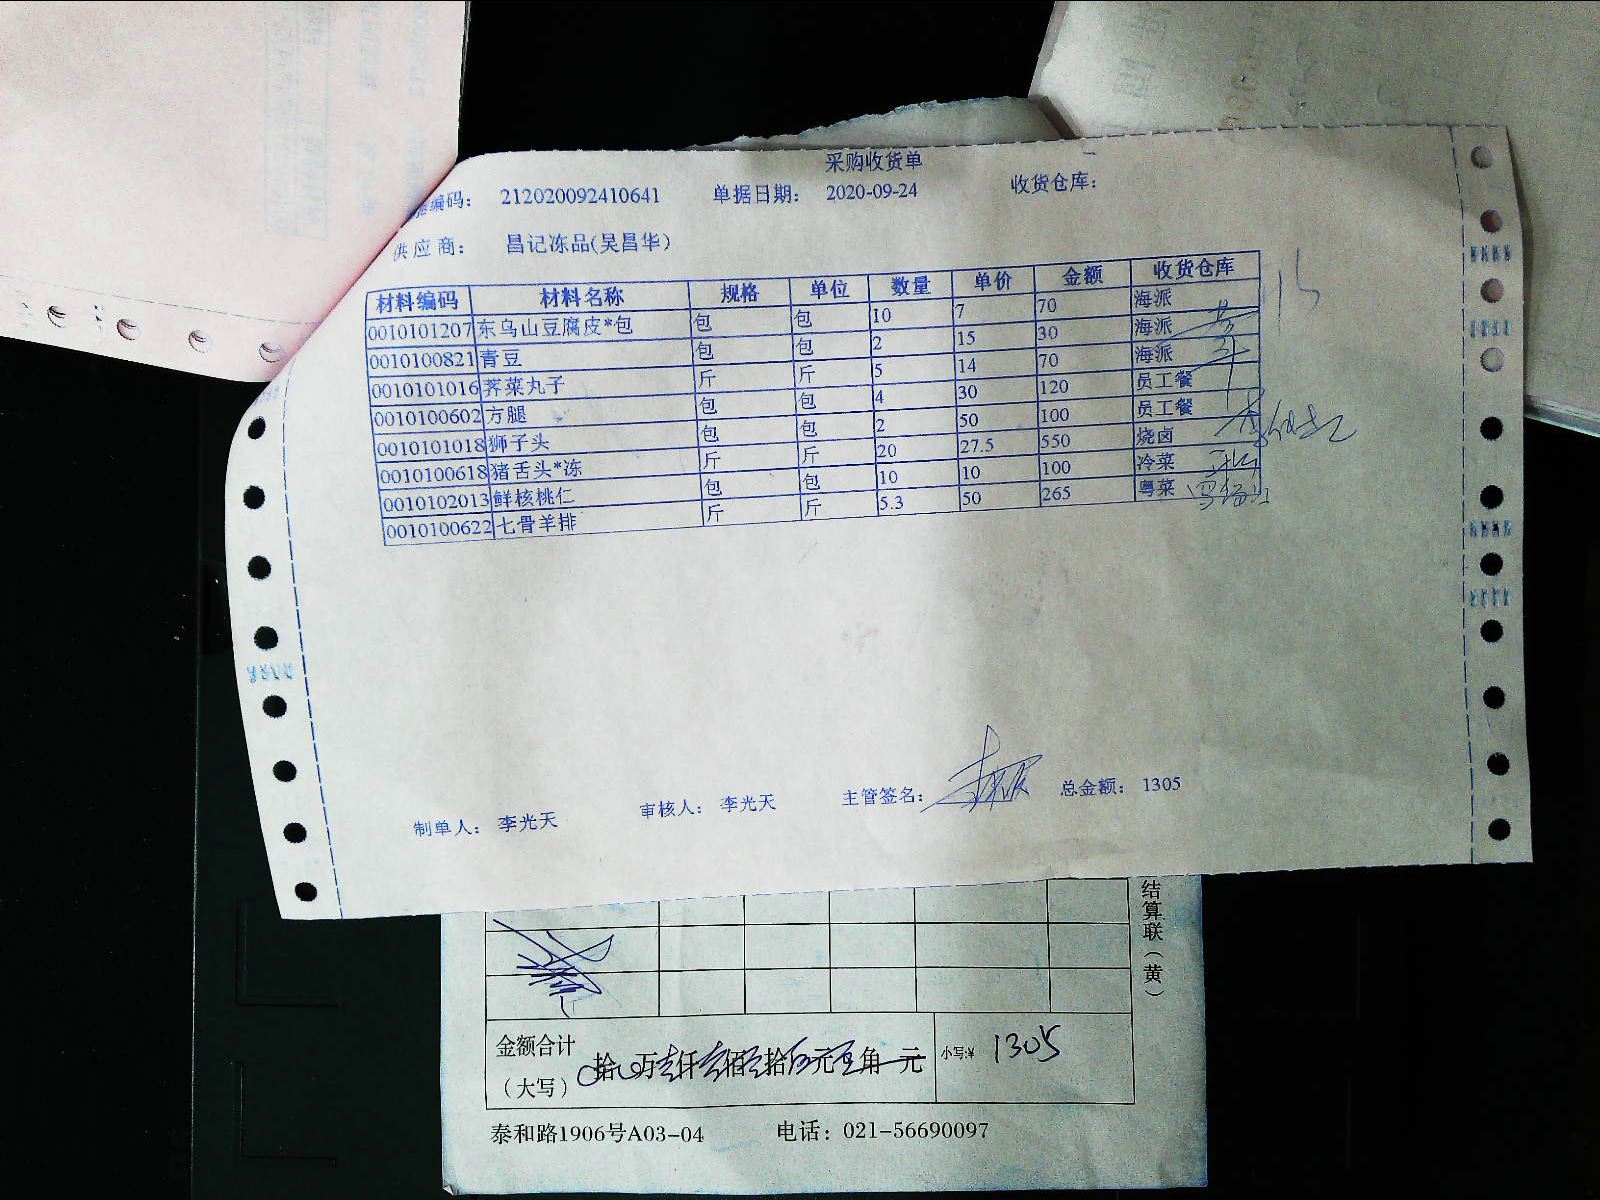 采购收货单
据编码： 212020092410641 单据日期： 2020-09-24 收货仓库：
供应商： 昌记冻品(吴昌华)
材料编码 材料名称 规格 单位 数量 单价 金额 收货仓库
0010101207 东乌山豆腐皮*包 包 包 10 7 70 海派
0010100821 青豆 包 包 2 15 30 海派
0010101016 荠菜丸子 斤 斤 5 14 70 海派
0010100602 方腿 包 包 4 30 120 员工餐
0010101018 狮子头 包 包 2 50 100 员工餐
0010100618 猪舌头*冻 斤 斤 20 27.5 550 烧卤
0010102013 鲜核桃仁 包 包 10 10 100 冷菜
0010100622 七骨羊排 斤 斤 5.3 50 265 粤菜
15
制单人： 李光天 审核人： 李光天 主管签名： 总金额： 1305
结算联（黄）
金额合计（大写） 拾 万 仟 佰 拾 元 角 元 小写:¥ 1305
泰和路1906号A03-04 电话：021-56690097